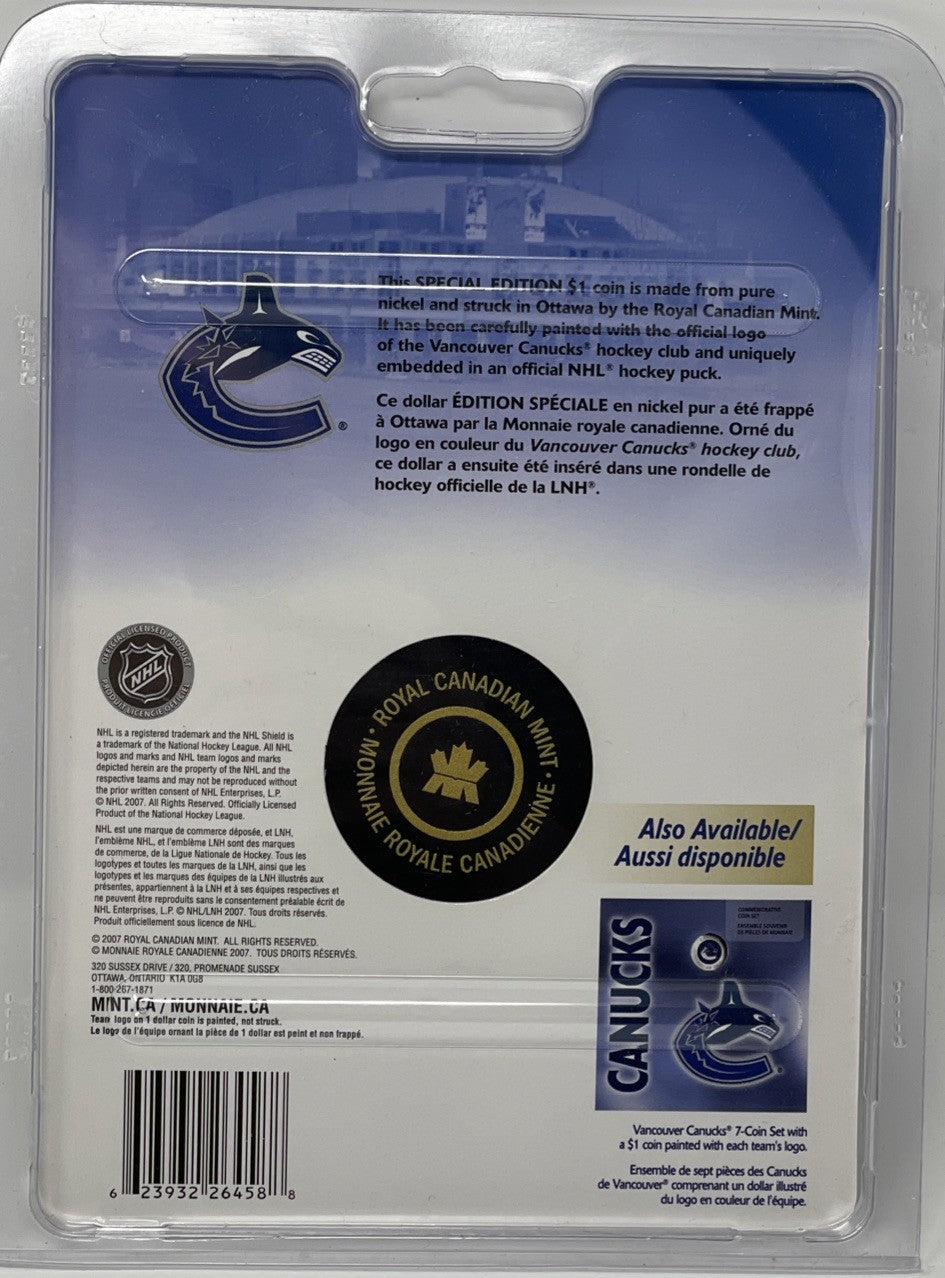 This SPECIAL EDITION $1 coin is made from pure
nickel and struck in Ottawa by the Royal Canadian Mint.
It has been carefully painted with the official logo
of the Vancouver Canucks® hockey club and uniquely
embedded in an official NHL® hockey puck.
Ce dollar ÉDITION SPÉCIALE en nickel pur a été frappé
à Ottawa par la Monnaie royale canadienne. Orné du
logo en couleur du Vancouver Canucks® hockey club,
ce dollar a ensuite été inséré dans une rondelle de
hockey officielle de la LNH®.
®
OFFICIAL LICENSED PRODUCT
NHL
PRODUIT LICENCIÉ OFFICIEL
NHL is a registered trademark and the NHL Shield is
a trademark of the National Hockey League. All NHL
logos and marks and NHL team logos and marks
depicted herein are the property of the NHL and the
respective teams and may not be reproduced without
the prior written consent of NHL Enterprises, L.P.
© NHL 2007. All Rights Reserved. Officially Licensed
Product of the National Hockey League.
NHL est une marque de commerce déposée, et LNH,
l'emblème NHL, et l'emblème LNH sont des marques
de commerce, de la Ligue Nationale de Hockey. Tous les
logotypes et toutes les marques de la LNH, ainsi que les
logotypes et les marques des équipes de la LNH illustrés aux
présentes, appartiennent à la LNH et à ses équipes respectives et
ne peuvent être reproduits sans le consentement préalable écrit de
NHL Enterprises, L.P. © NHL/LNH 2007. Tous droits réservés.
Produit officiellement sous licence de NHL.
© 2007 ROYAL CANADIAN MINT. ALL RIGHTS RESERVED.
© MONNAIE ROYALE CANADIENNE 2007. TOUS DROITS RÉSERVÉS.
320 SUSSEX DRIVE / 320, PROMENADE SUSSEX
OTTAWA, ONTARIO K1A 0G8
1-800-267-1871
MINT.CA / MONNAIE.CA
Team logo on 1 dollar coin is painted, not struck.
Le logo de l'équipe ornant la pièce de 1 dollar est peint et non frappé.
ROYAL CANADIAN MINT •
MONNAIE ROYALE CANADIENNE •
Also Available/
Aussi disponible
CANUCKS
COMMEMORATIVE
COIN SET
ENSEMBLE SOUVENIR
DE PIÈCES DE MONNAIE
®
Vancouver Canucks® 7-Coin Set with
a $1 coin painted with each team's logo.
Ensemble de sept pièces des Canucks
de Vancouver® comprenant un dollar illustré
du logo en couleur de l'équipe.
6 23932 26458 8